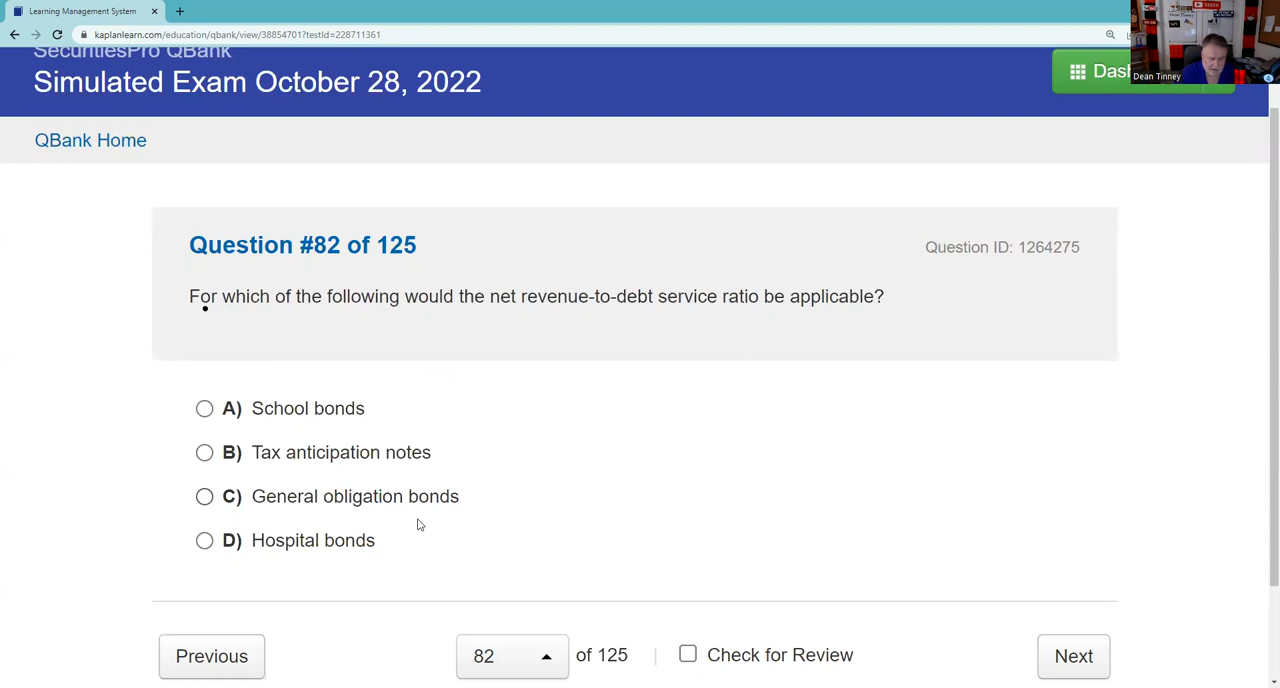 Learning Management System
kaplanlearn.com/education/qbank/view/38854701?testId=228711361
SecuritiesPro QBank
Simulated Exam October 28, 2022
Dash
Dean Tinney
QBank Home
Question #82 of 125
Question ID: 1264275
For which of the following would the net revenue-to-debt service ratio be applicable?
A) School bonds
B) Tax anticipation notes
C) General obligation bonds
D) Hospital bonds
Previous
82
of 125
Check for Review
Next